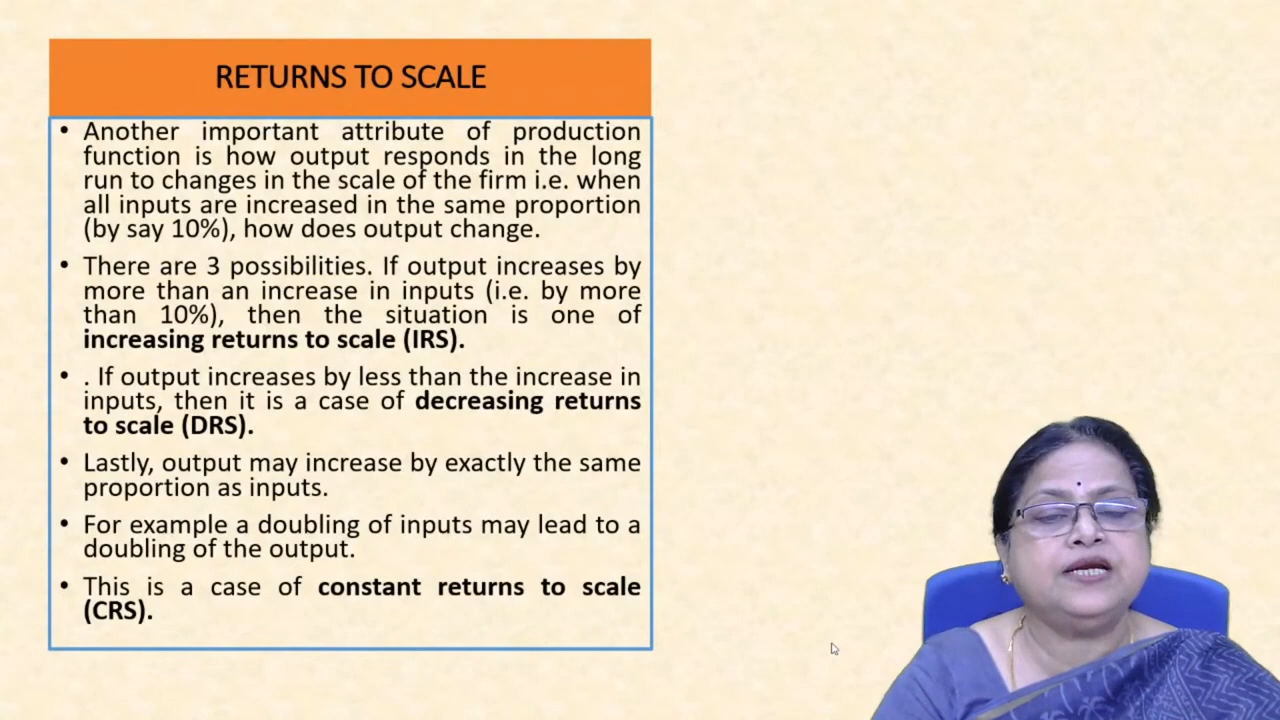 RETURNS TO SCALE
• Another important attribute of production
function is how output responds in the long
run to changes in the scale of the firm i.e. when
all inputs are increased in the same proportion
(by say 10%), how does output change.
• There are 3 possibilities. If output increases by
more than an increase in inputs (i.e. by more
than 10%), then the situation is one of
increasing returns to scale (IRS).
• . If output increases by less than the increase in
inputs, then it is a case of decreasing returns
to scale (DRS).
• Lastly, output may increase by exactly the same
proportion as inputs.
• For example a doubling of inputs may lead to a
doubling of the output.
• This is a case of constant returns to scale
(CRS).